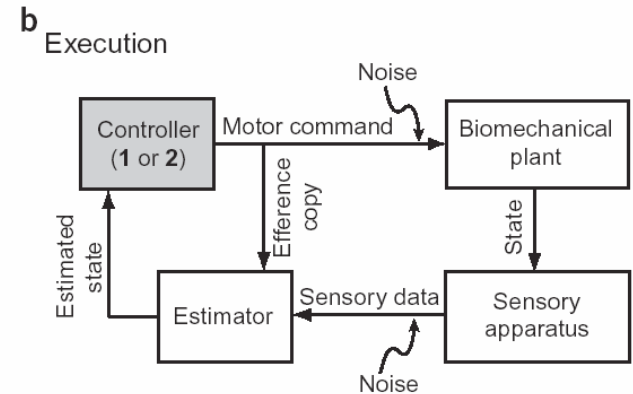 b
Execution
Noise
Controller
(1 or 2)
Motor command
Biomechanical
plant
Efference
copy
State
Estimated
state
Estimator
Sensory data
Sensory
apparatus
Noise